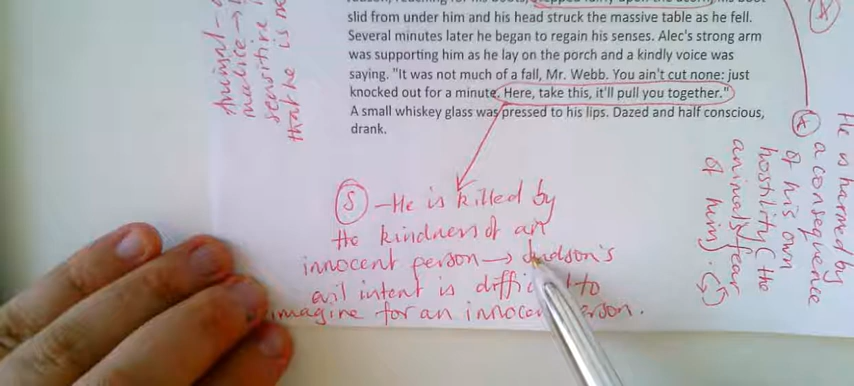 slid from under him and his head struck the massive table as he fell.
Several minutes later he began to regain his senses. Alec's strong arm
was supporting him as he lay on the porch and a kindly voice was
saying. "It was not much of a fall, Mr. Webb. You ain't cut none: just
knocked out for a minute. Here, take this, it'll pull you together."
A small whiskey glass was pressed to his lips. Dazed and half conscious,
drank.
5 - He is killed by
the kindness of an
innocent person → Judson's
evil intent is difficult to
imagine for an innocent person.
Animal
malice →
sensitive
that he is
4
He is harmed by
a consequence
of his own
hostility (the
animals' fear
of him).